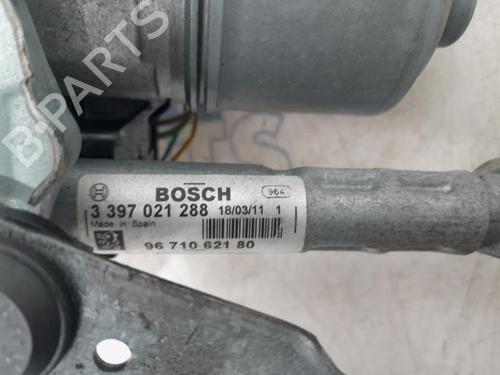 B-PARTS
BOSCH 964
3 397 021 288 18/03/11 1
Made in Spain
96 710 621 80